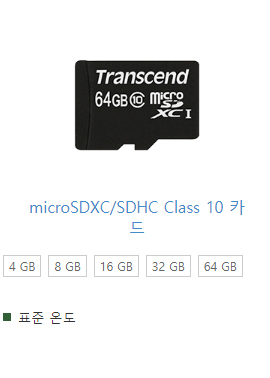 Transcend
64GB 10 micro SD XC I
microSDXC/SDHC Class 10 카
드
4 GB 8 GB 16 GB 32 GB 64 GB
표준 온도